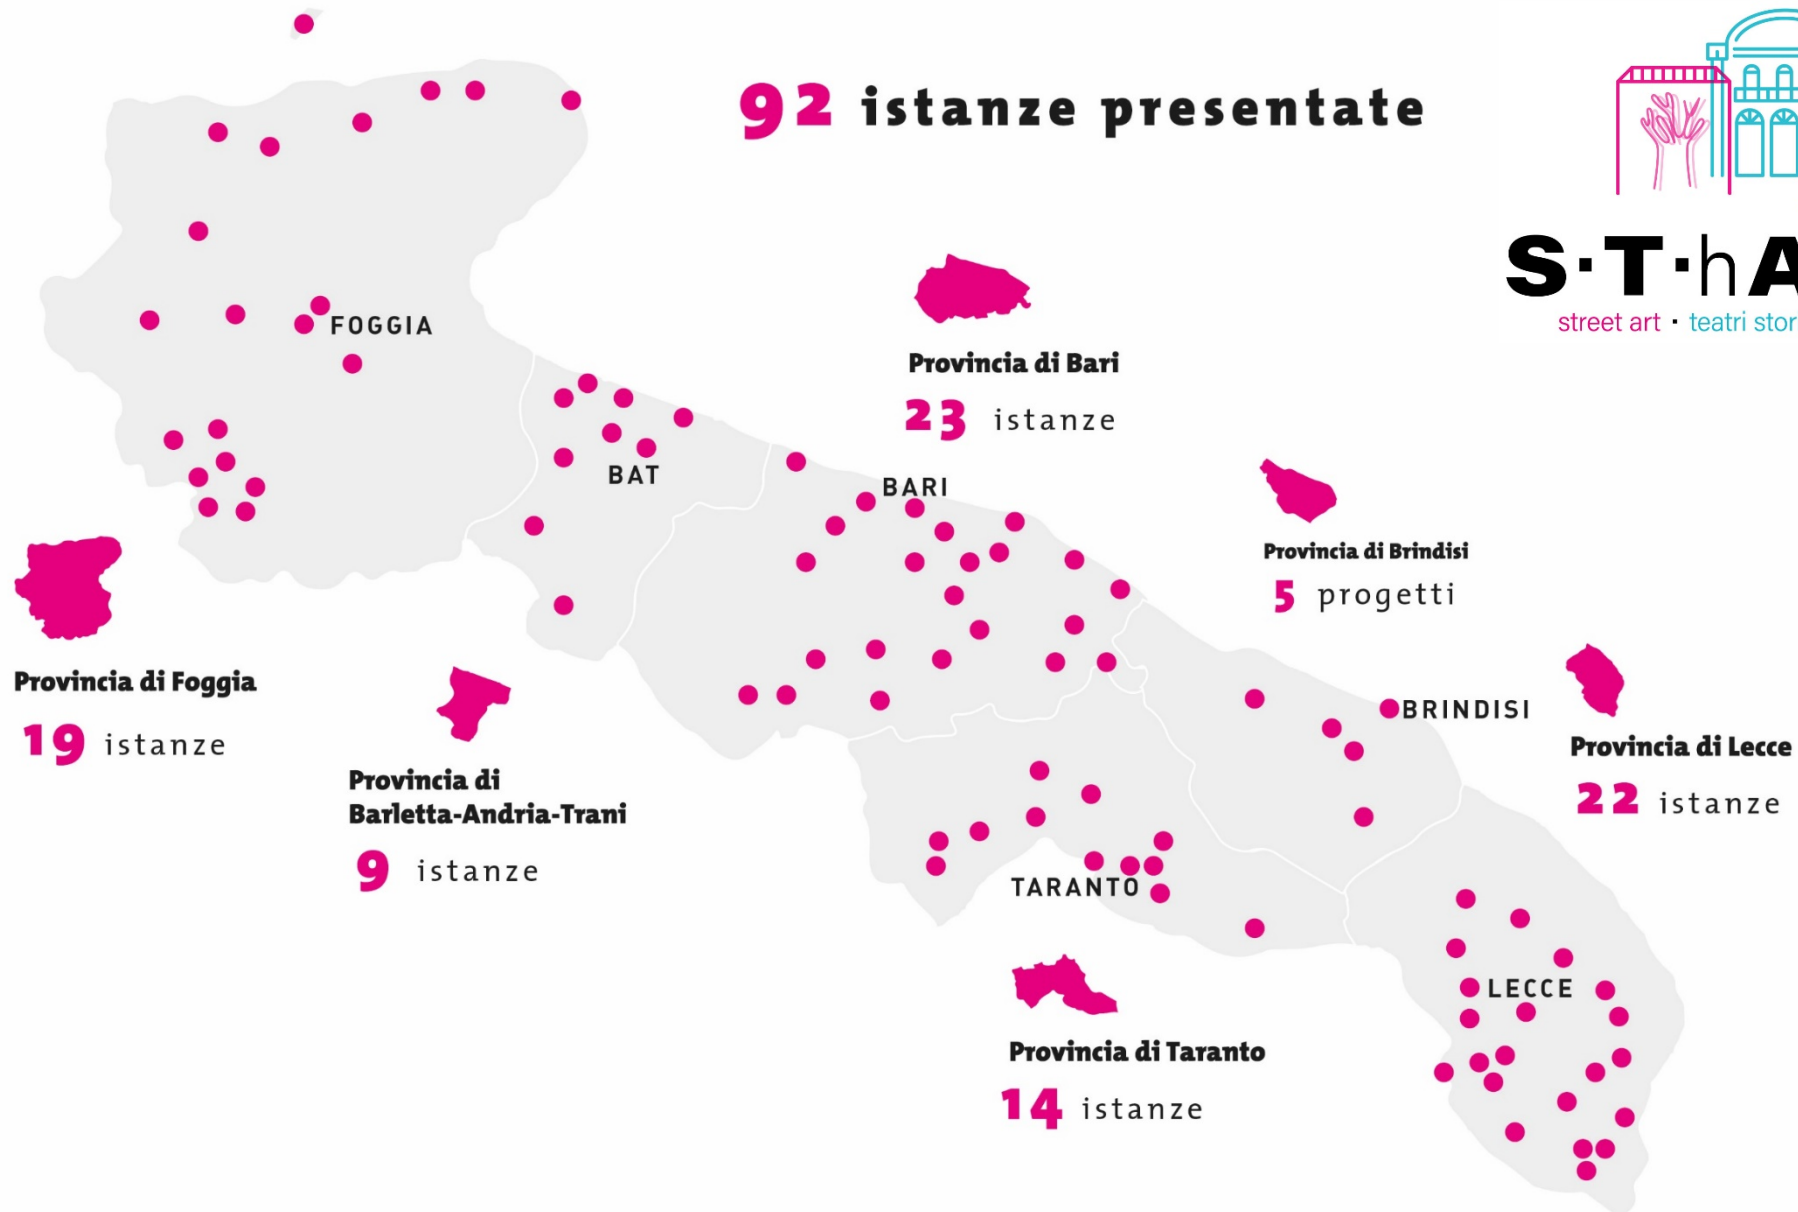 92 istanze presentate
S·T·hA
street art · teatri stor
FOGGIA
Provincia di Bari
23 istanze
BAT
BARI
Provincia di Brindisi
5 progetti
Provincia di Foggia
19 istanze
BRINDISI
Provincia di Lecce
22 istanze
Provincia di
Barletta-Andria-Trani
9 istanze
TARANTO
LECCE
Provincia di Taranto
14 istanze